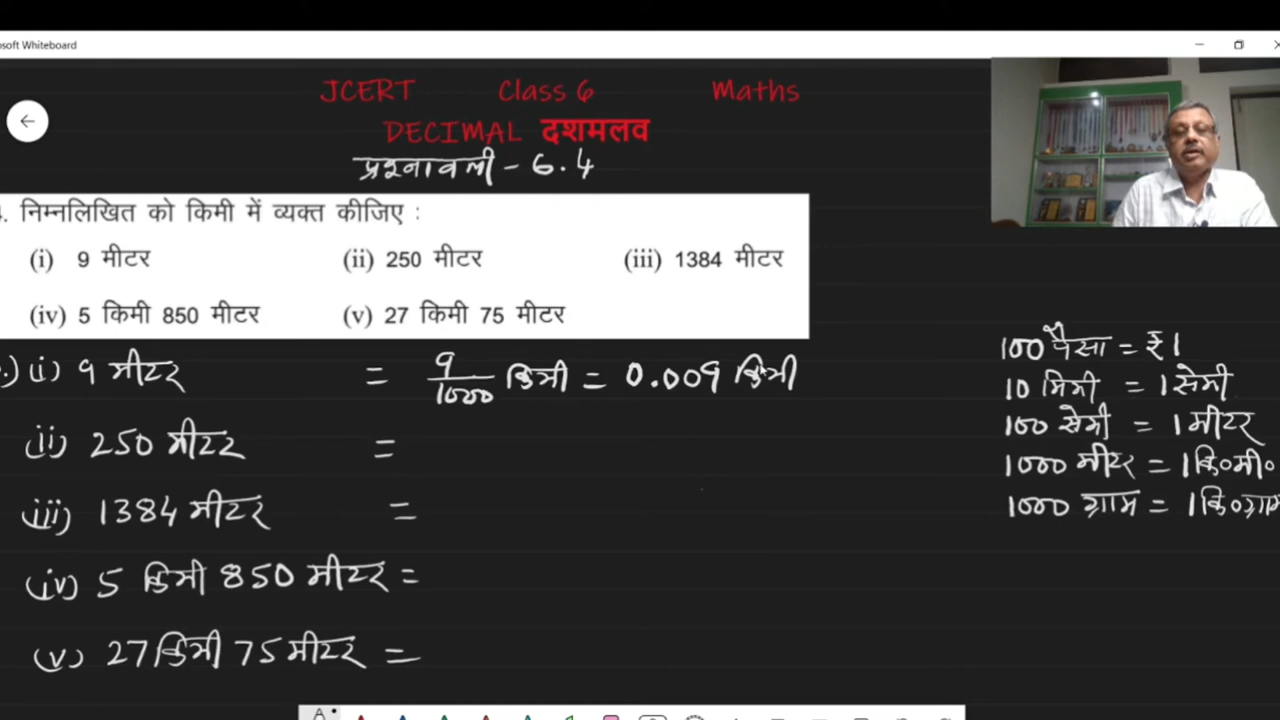 osoft Whiteboard
JCERT Class 6 Maths
DECIMAL दशमलव
प्रश्नावली - 6.4
. निम्नलिखित को किमी में व्यक्त कीजिए :
(i) 9 मीटर (ii) 250 मीटर (iii) 1384 मीटर
(iv) 5 किमी 850 मीटर (v) 27 किमी 75 मीटर
.) (i) 9 मीटर = 9/1000 किमी = 0.009 किमी
(ii) 250 मीटर =
(iii) 1384 मीटर =
(iv) 5 किमी 850 मीटर =
(v) 27 किमी 75 मीटर =
100 पैसा = ₹1
10 मिमी = 1 सेमी
100 सेमी = 1 मीटर
1000 मीटर = 1 कि०मी०
1000 ग्राम = 1 कि०ग्राम